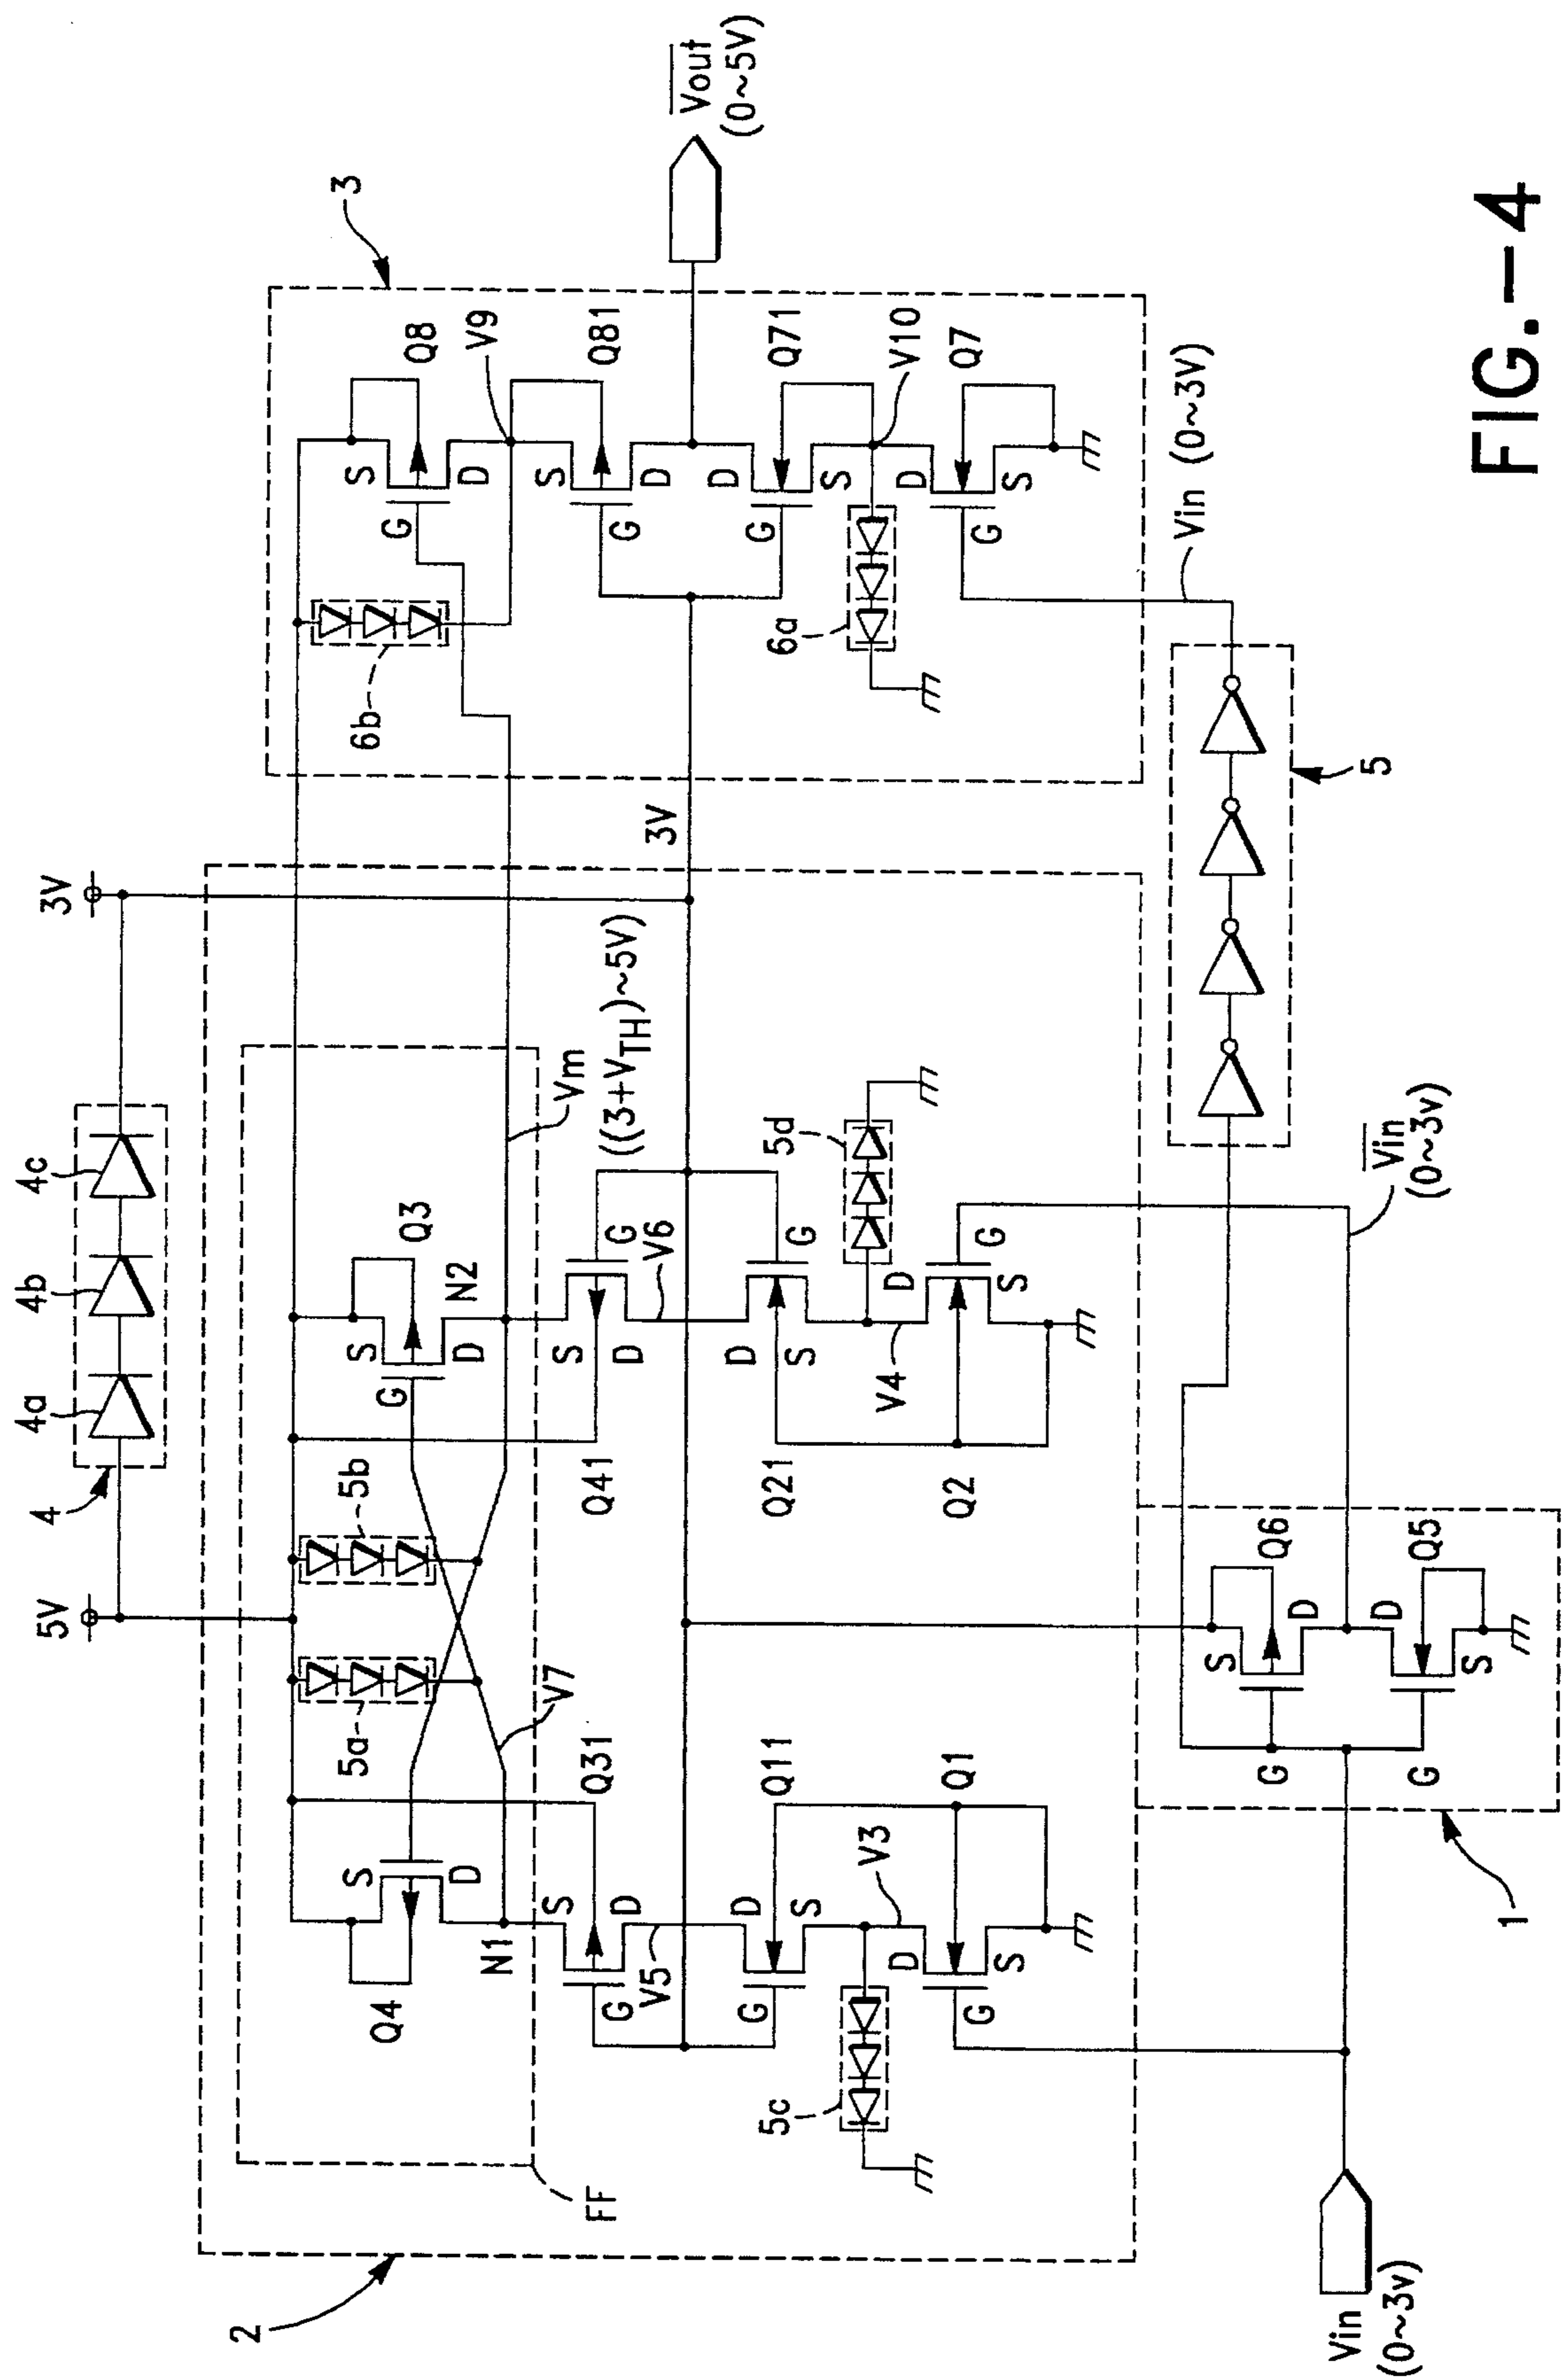 5V
3V
4
4a
4b
4c
3
S
G
D
Q4
5a
5b
S
G
D
Q3
6b
S
G
D
Q8
N1
V7
N2
Vm
((3+VTH)~5V)
V9
S
G
D
Q31
Q41
S
G
D
S
G
D
Q81
V5
V6
3V
Vout
(0~5V)
D
G
S
Q11
D
G
S
Q21
D
G
S
Q71
5c
V3
V4
5d
6a
V10
D
G
S
Q1
Q2
D
G
S
D
G
S
Q7
FF
2
S
G
D
Q6
D
G
S
Q5
1
5
Vin (0~3V)
Vin
(0~3v)
Vin
(0~3v)
FIG.-4